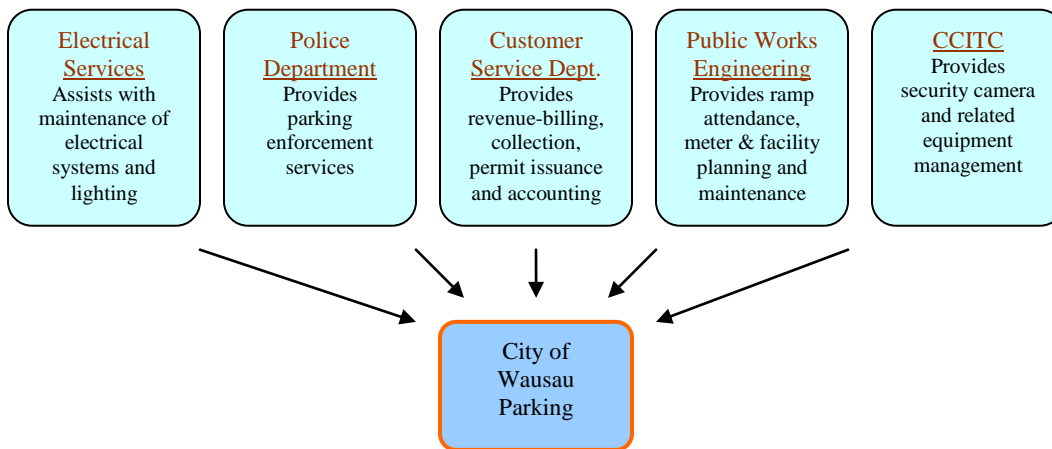 Electrical
Services
Assists with
maintenance of
electrical
systems and
lighting
Police
Department
Provides
parking
enforcement
services
Customer
Service Dept.
Provides
revenue-billing,
collection,
permit issuance
and accounting
Public Works
Engineering
Provides ramp
attendance,
meter & facility
planning and
maintenance
CCITC
Provides
security camera
and related
equipment
management
City of
Wausau
Parking